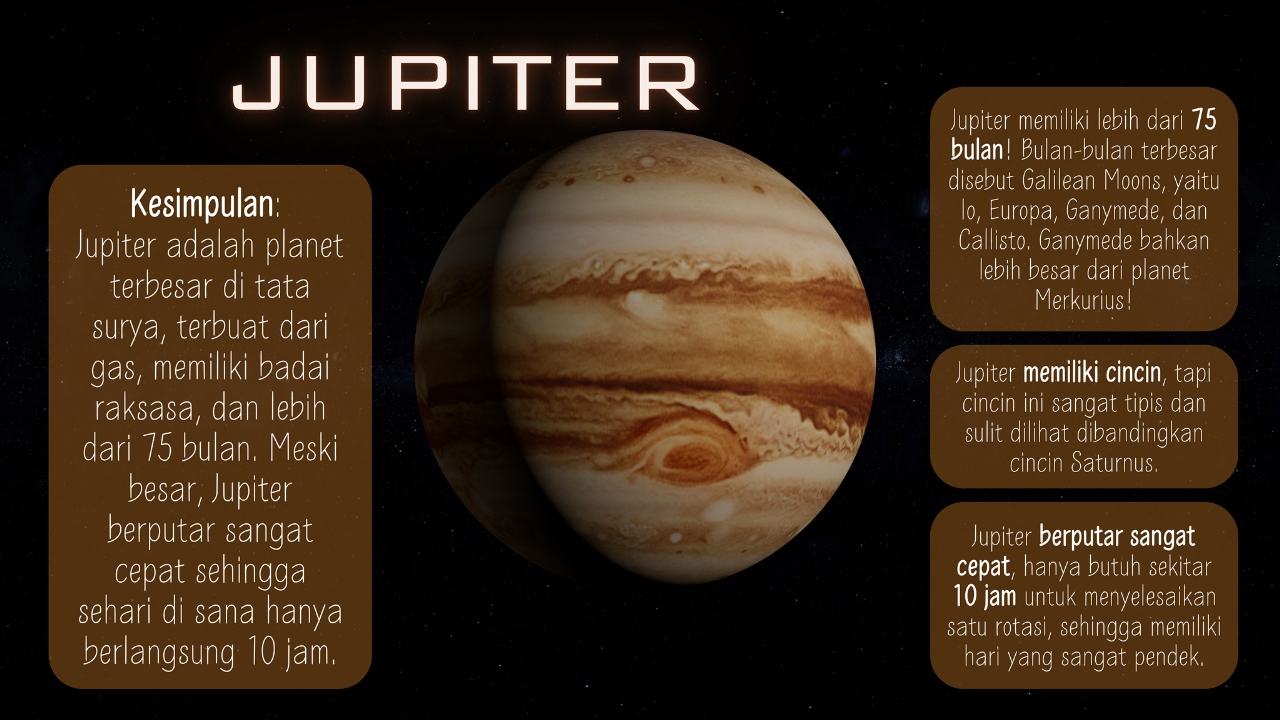 JUPITER
Kesimpulan:
Jupiter adalah planet
terbesar di tata
surya, terbuat dari
gas, memiliki badai
raksasa, dan lebih
dari 75 bulan. Meski
besar, Jupiter
berputar sangat
cepat sehingga
sehari di sana hanya
berlangsung 10 jam.
Jupiter memiliki lebih dari 75
bulan! Bulan-bulan terbesar
disebut Galilean Moons, yaitu
Io, Europa, Ganymede, dan
Callisto. Ganymede bahkan
lebih besar dari planet
Merkurius!
Jupiter memiliki cincin, tapi
cincin ini sangat tipis dan
sulit dilihat dibandingkan
cincin Saturnus.
Jupiter berputar sangat
cepat, hanya butuh sekitar
10 jam untuk menyelesaikan
satu rotasi, sehingga memiliki
hari yang sangat pendek.